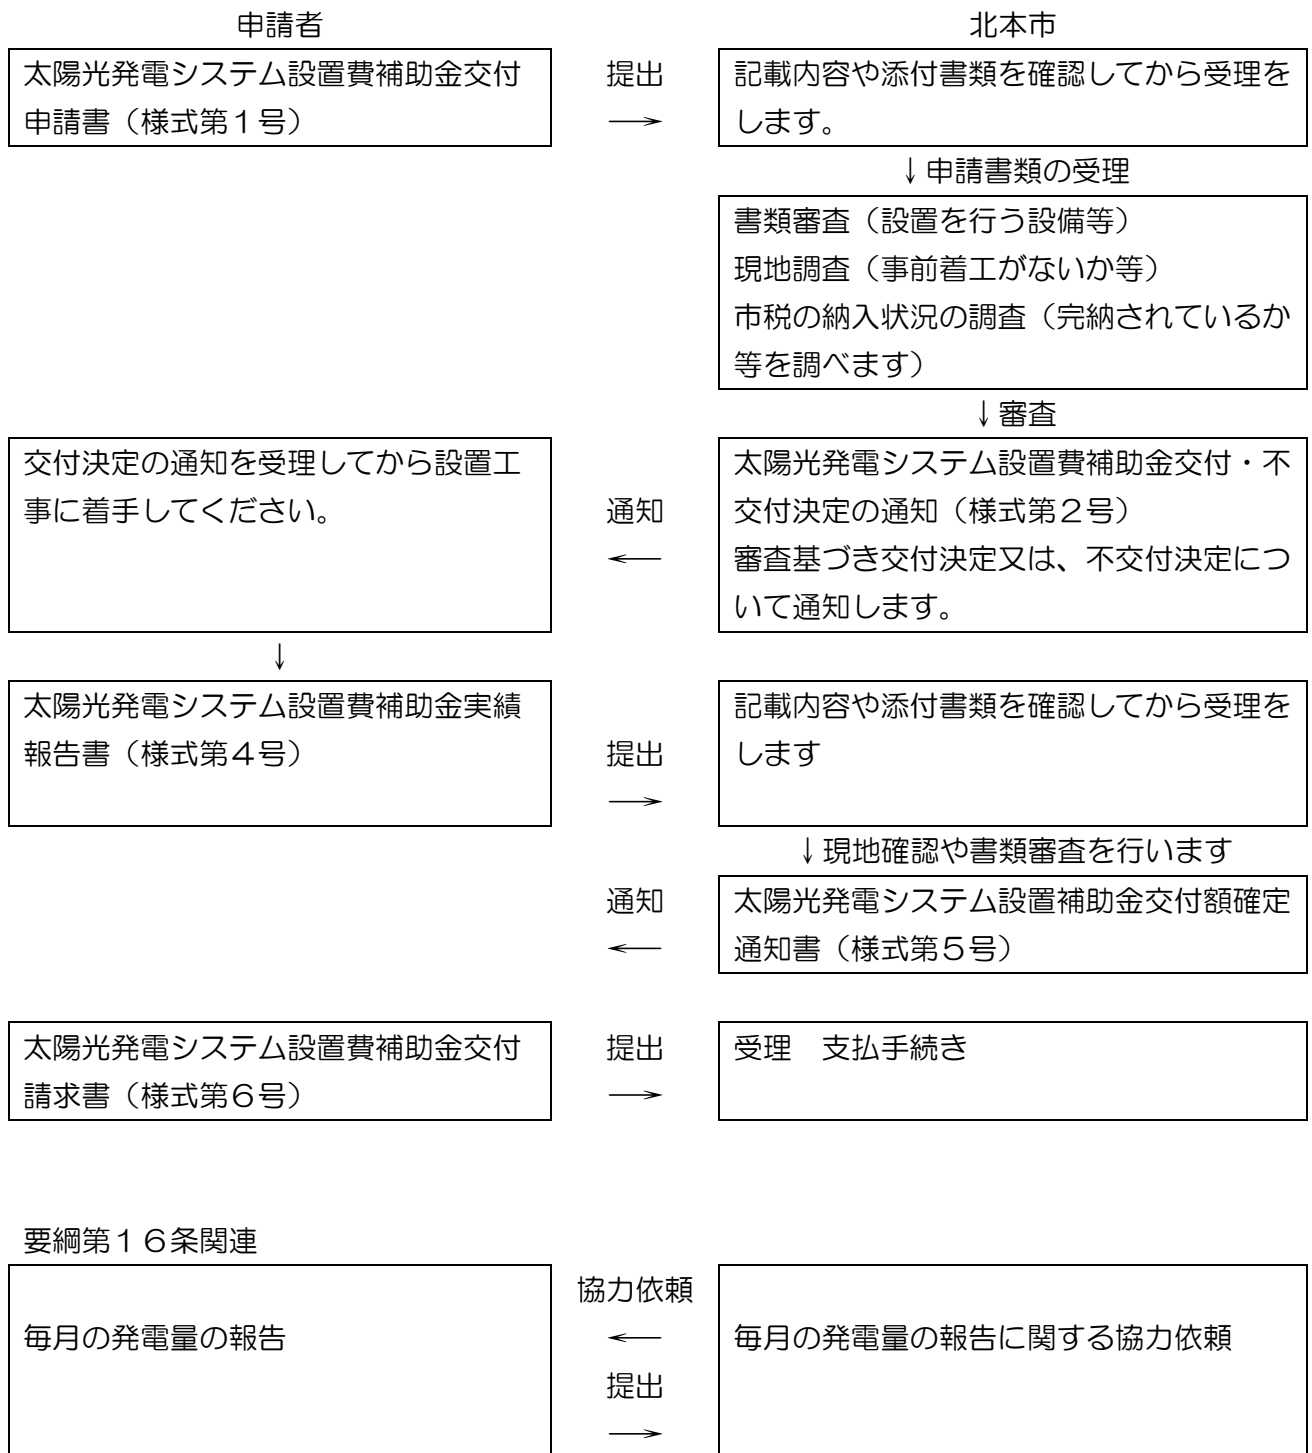 申請者
北本市
太陽光発電システム設置費補助金交付
申請書（様式第１号）
提出
→
記載内容や添付書類を確認してから受理を
します。
↓申請書類の受理
書類審査（設置を行う設備等）
現地調査（事前着工がないか等）
市税の納入状況の調査（完納されているか
等を調べます）
↓審査
交付決定の通知を受理してから設置工
事に着手してください。
通知
←
太陽光発電システム設置費補助金交付・不
交付決定の通知（様式第２号）
審査基づき交付決定又は、不交付決定につ
いて通知します。
↓
太陽光発電システム設置費補助金実績
報告書（様式第４号）
提出
→
記載内容や添付書類を確認してから受理を
します
↓現地確認や書類審査を行います
通知
←
太陽光発電システム設置補助金交付額確定
通知書（様式第５号）
太陽光発電システム設置費補助金交付
請求書（様式第６号）
提出
→
受理　支払手続き
要綱第１６条関連
毎月の発電量の報告
協力依頼
←
提出
→
毎月の発電量の報告に関する協力依頼